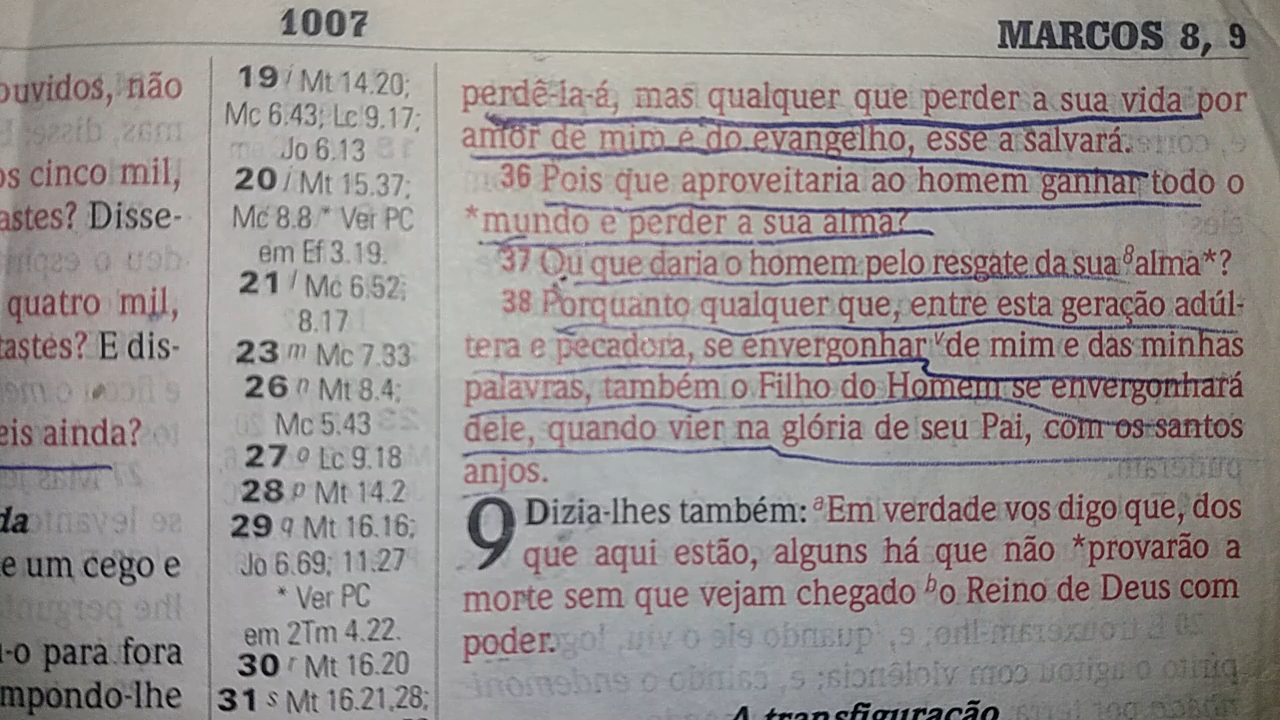 1007
MARCOS 8, 9
ouvidos, não
os cinco mil,
astes? Disse-
quatro mil,
tastes? E dis-
eis ainda?
da
e um cego e
-o para fora
mpondo-lhe
19 i Mt 14.20;
Mc 6.43; Lc 9.17;
Jo 6.13
20 j Mt 15.37;
Mc 8.8 * Ver PC
em Ef 3.19.
21 l Mc 6.52;
8.17
23 m Mc 7.33
26 n Mt 8.4;
Mc 5.43
27 o Lc 9.18
28 p Mt 14.2
29 q Mt 16.16;
Jo 6.69; 11.27
* Ver PC
em 2Tm 4.22.
30 r Mt 16.20
31 s Mt 16.21,28;
perdê-la-á, mas qualquer que perder a sua vida por
amor de mim e do evangelho, esse a salvará.
36 Pois que aproveitaria ao homem ganhar todo o
*mundo e perder a sua alma?
37 Ou que daria o homem pelo resgate da sua 8alma*?
38 Porquanto qualquer que, entre esta geração adúl-
tera e pecadora, se envergonhar vde mim e das minhas
palavras, também o Filho do Homem se envergonhará
dele, quando vier na glória de seu Pai, com os santos
anjos.
9 Dizia-lhes também: aEm verdade vos digo que, dos
que aqui estão, alguns há que não *provarão a
morte sem que vejam chegado bo Reino de Deus com
poder.
A transfiguração